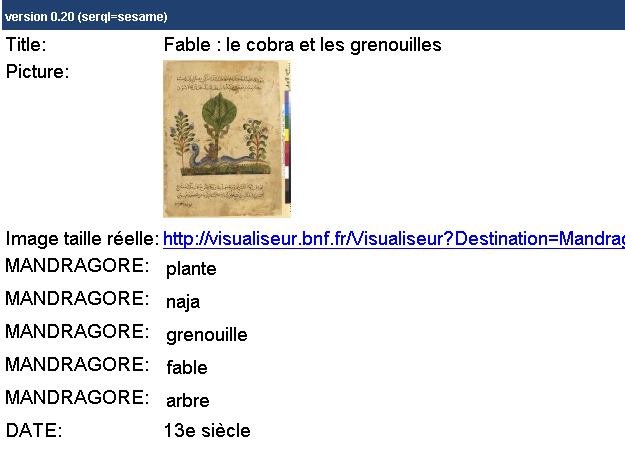 version 0.20 (serql=sesame)
Title: Fable : le cobra et les grenouilles
Picture:
Image taille réelle: http://visualiseur.bnf.fr/Visualiseur?Destination=Mandrag
MANDRAGORE: plante
MANDRAGORE: naja
MANDRAGORE: grenouille
MANDRAGORE: fable
MANDRAGORE: arbre
DATE: 13e siècle